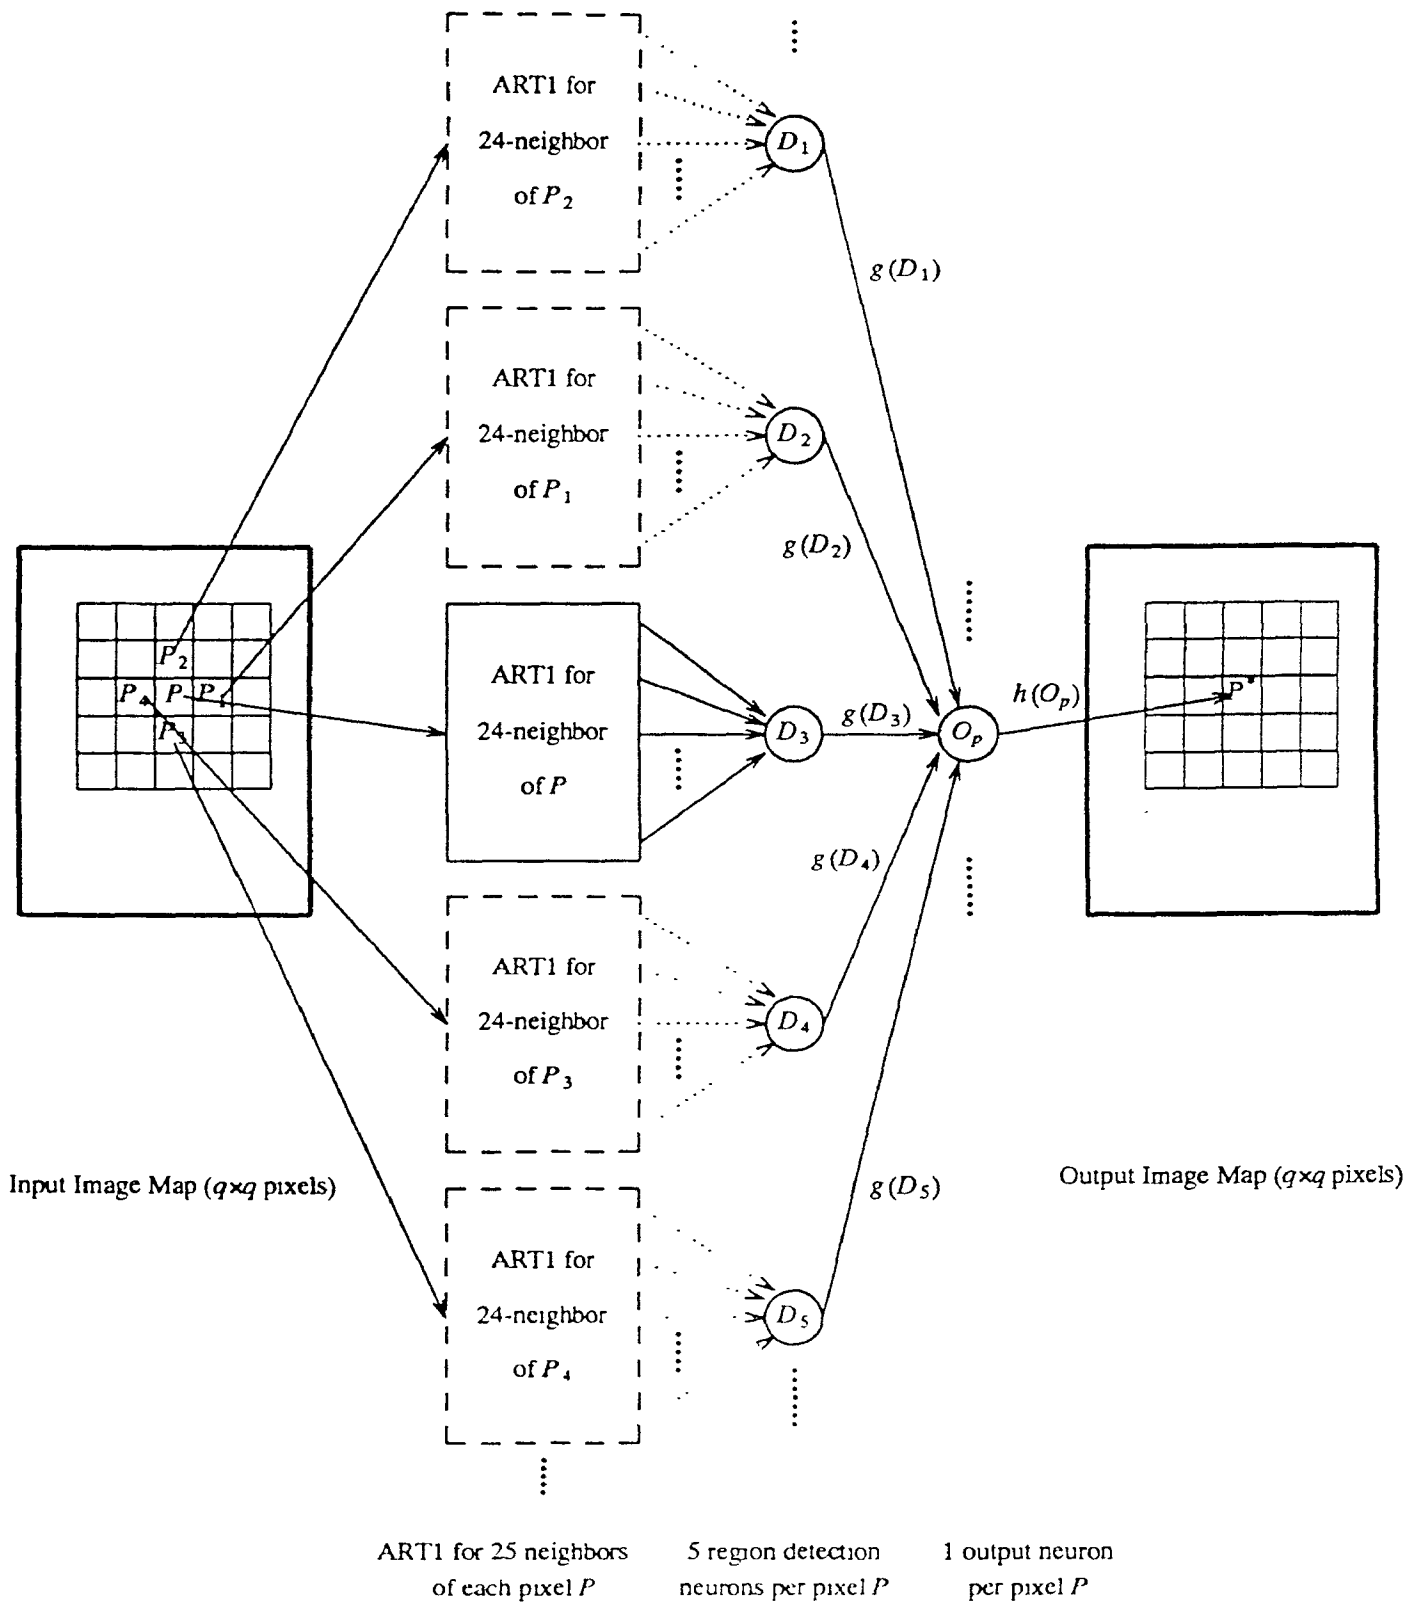 ART1 for
24-neighbor
of P2
D1
g(D1)
ART1 for
24-neighbor
of P1
D2
g(D2)
P2
P4 P P1
P3
ART1 for
24-neighbor
of P
D3
g(D3)
Op
h(Op)
P*
g(D4)
ART1 for
24-neighbor
of P3
D4
Input Image Map (q×q pixels)
Output Image Map (q×q pixels)
g(D5)
ART1 for
24-neighbor
of P4
D5
ART1 for 25 neighbors
of each pixel P
5 region detection
neurons per pixel P
1 output neuron
per pixel P